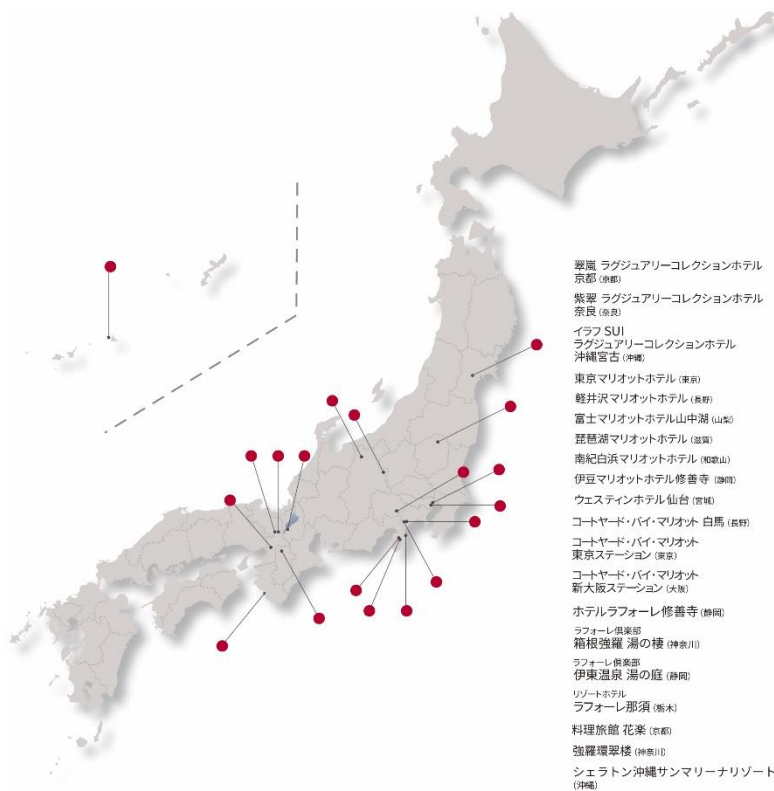 翠嵐 ラグジュアリーコレクションホテル
京都 (京都)
紫翠 ラグジュアリーコレクションホテル
奈良 (奈良)
イラフ SUI
ラグジュアリーコレクションホテル
沖縄宮古 (沖縄)
東京マリオットホテル (東京)
軽井沢マリオットホテル (長野)
富士マリオットホテル山中湖 (山梨)
琵琶湖マリオットホテル (滋賀)
南紀白浜マリオットホテル (和歌山)
伊豆マリオットホテル修善寺 (静岡)
ウェスティンホテル仙台 (宮城)
コートヤード・バイ・マリオット 白馬 (長野)
コートヤード・バイ・マリオット
東京ステーション (東京)
コートヤード・バイ・マリオット
新大阪ステーション (大阪)
ホテルラフォーレ修善寺 (静岡)
ラフォーレ倶楽部
箱根強羅 湯の棲 (神奈川)
ラフォーレ倶楽部
伊東温泉 湯の庭 (静岡)
リゾートホテル
ラフォーレ那須 (栃木)
料理旅館 花楽 (京都)
強羅環翠楼 (神奈川)
シェラトン沖縄サンマリーナリゾート
(沖縄)